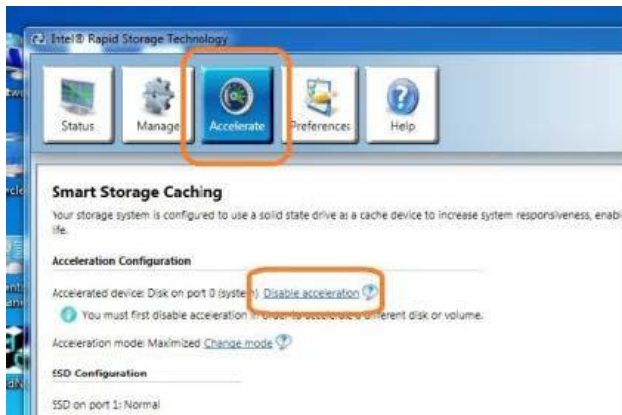 Intel® Rapid Storage Technology
Status Manage Accelerate Preferences Help
Smart Storage Caching
Your storage system is configured to use a solid state drive as a cache device to increase system responsiveness, enabl
life.
Acceleration Configuration
Accelerated device: Disk on port 0 (system) Disable acceleration
You must first disable acceleration in order to accelerate a different disk or volume.
Acceleration mode: Maximized Change mode
SSD Configuration
SSD on port 1: Normal